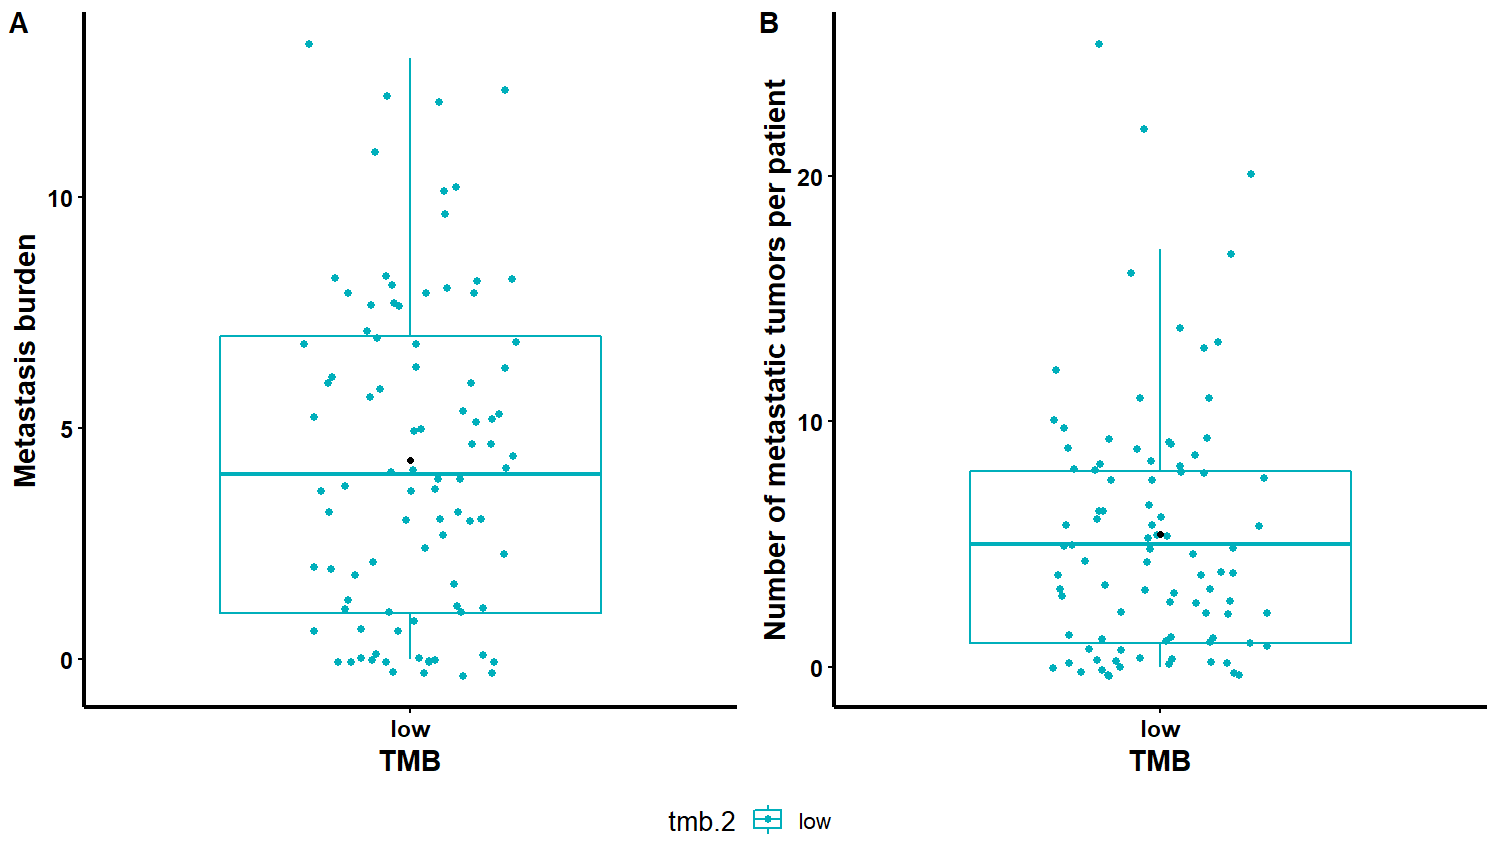 A
Metastasis burden
10
5
0
low
TMB
B
Number of metastatic tumors per patient
20
10
0
low
TMB
tmb.2 low